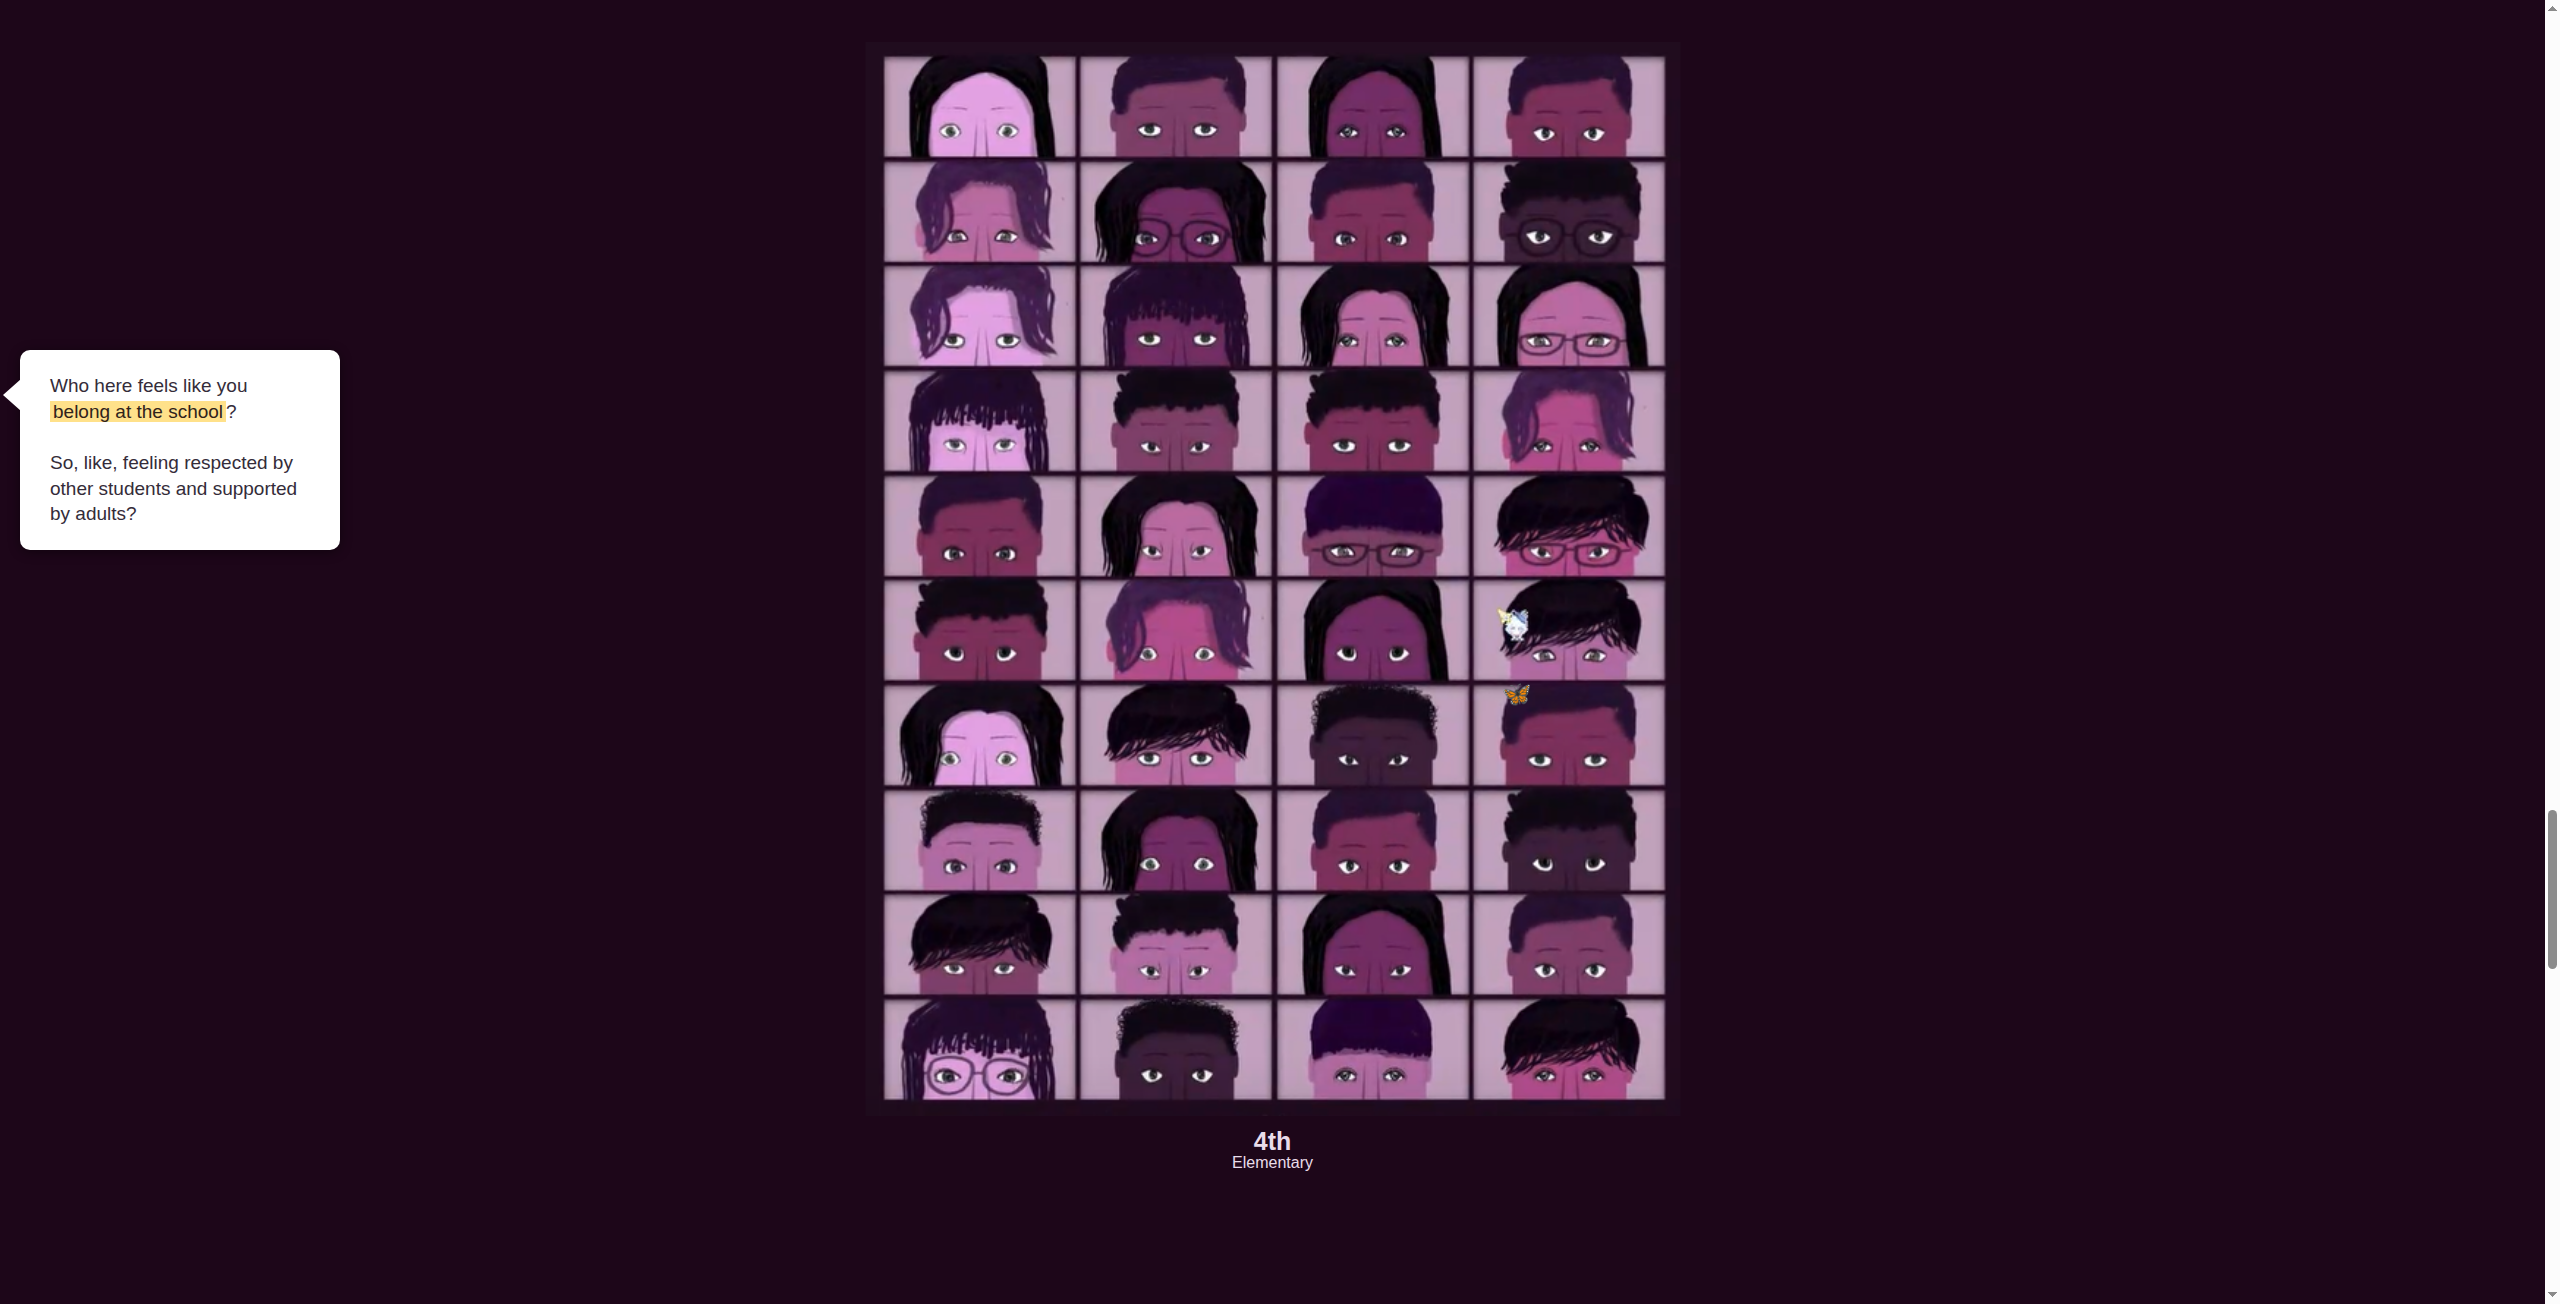 Who here feels like you
belong at the school?
So, like, feeling respected by
other students and supported
by adults?
4th
Elementary